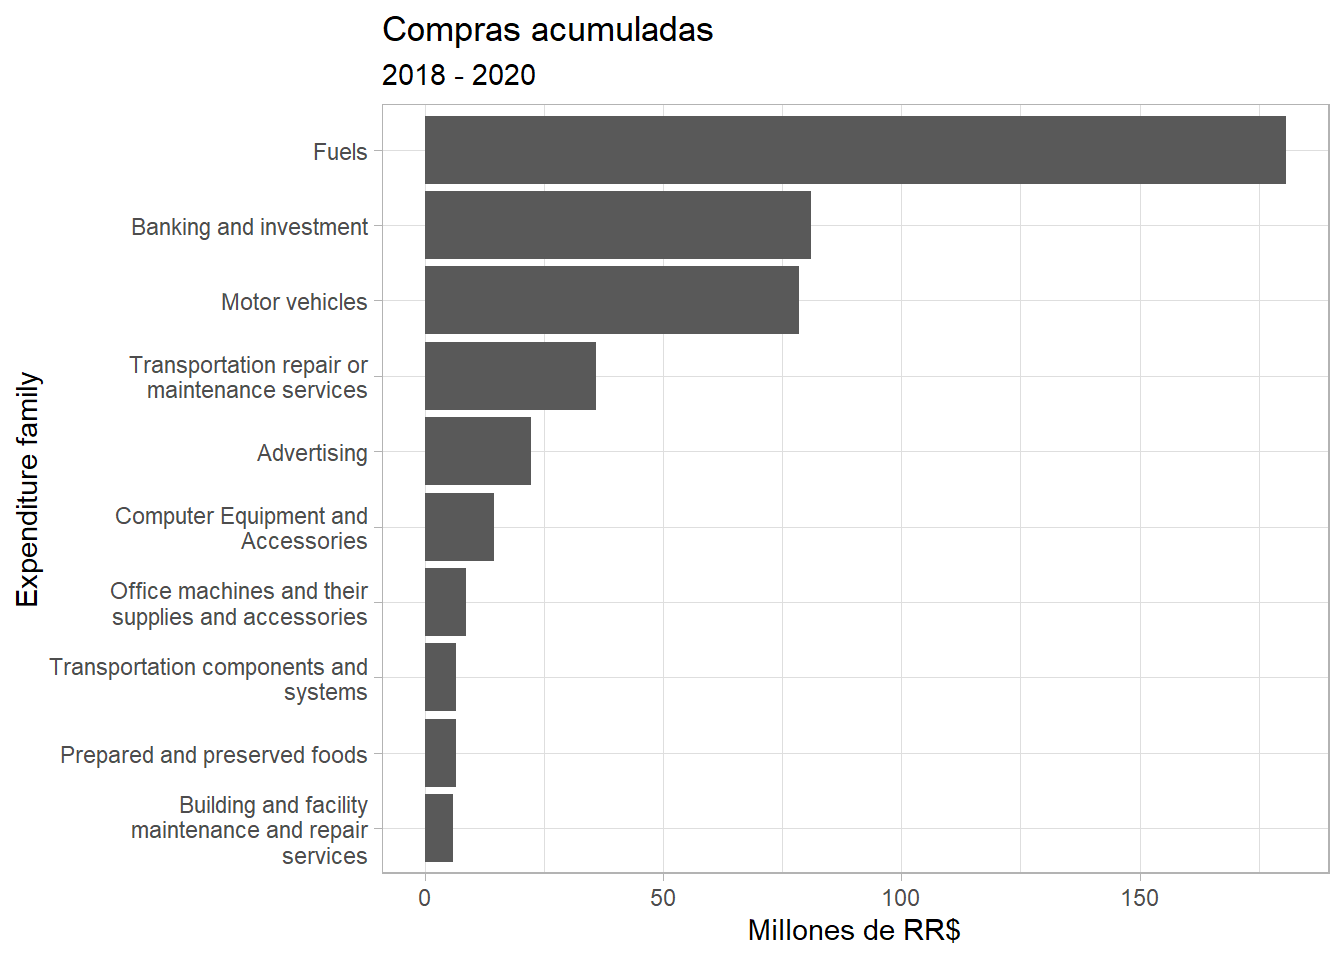 Compras acumuladas
2018 - 2020
Expenditure family
Fuels
Banking and investment
Motor vehicles
Transportation repair or
maintenance services
Advertising
Computer Equipment and
Accessories
Office machines and their
supplies and accessories
Transportation components and
systems
Prepared and preserved foods
Building and facility
maintenance and repair
services
0 50 100 150
Millones de RR$